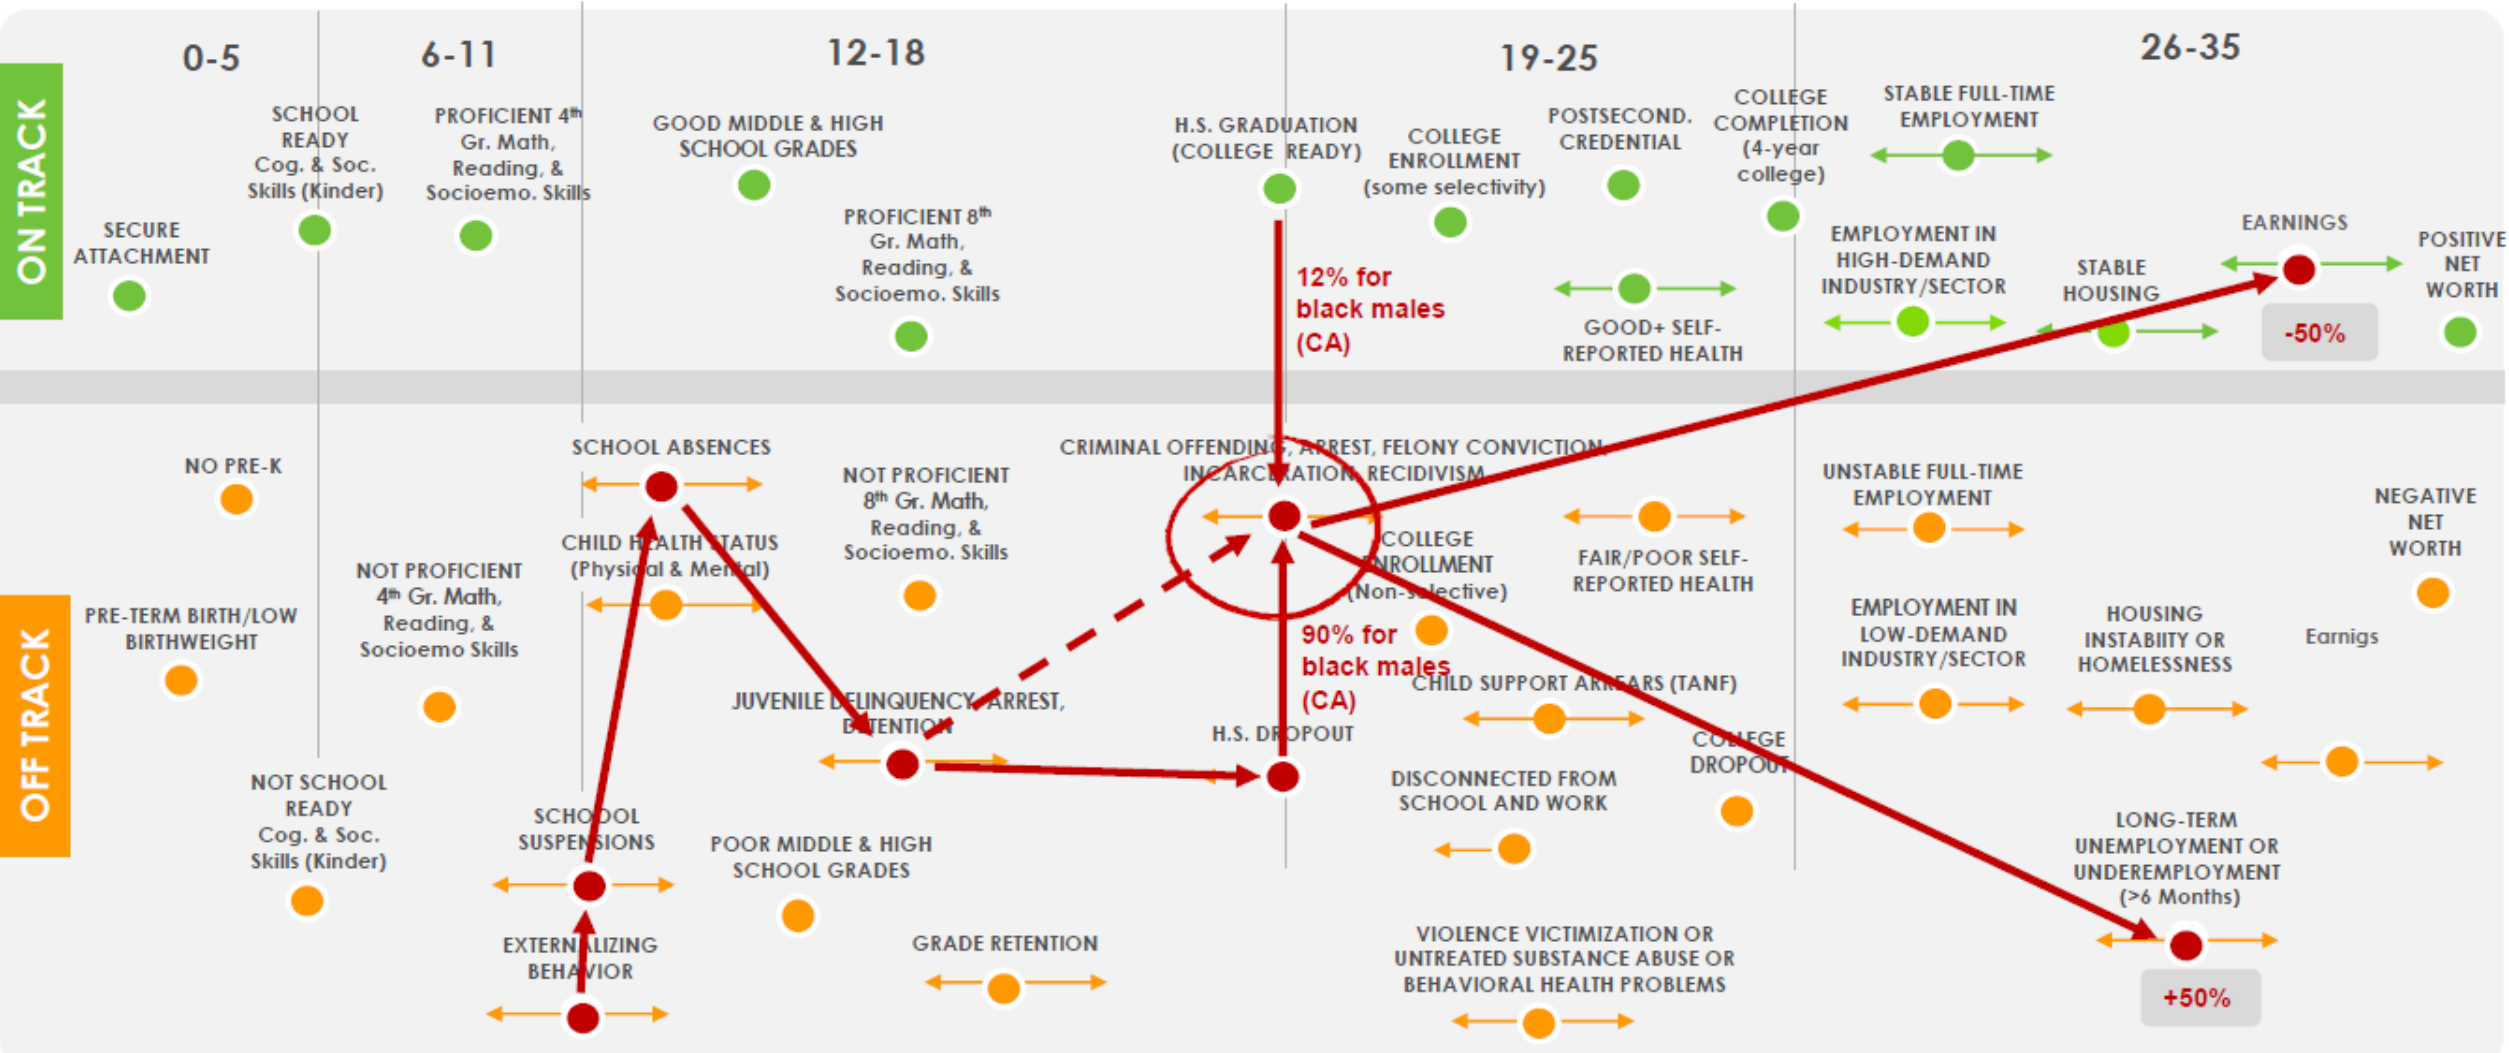 0-5
6-11
12-18
19-25
26-35
ON TRACK
SECURE
ATTACHMENT
SCHOOL
READY
Cog. & Soc.
Skills (Kinder)
PROFICIENT 4th
Gr. Math,
Reading, &
Socioemo. Skills
GOOD MIDDLE & HIGH
SCHOOL GRADES
PROFICIENT 8th
Gr. Math,
Reading, &
Socioemo. Skills
H.S. GRADUATION
(COLLEGE READY)
12% for
black males
(CA)
COLLEGE
ENROLLMENT
(some selectivity)
POSTSECOND.
CREDENTIAL
GOOD+ SELF-
REPORTED HEALTH
COLLEGE
COMPLETION
(4-year
college)
STABLE FULL-TIME
EMPLOYMENT
EMPLOYMENT IN
HIGH-DEMAND
INDUSTRY/SECTOR
STABLE
HOUSING
EARNINGS
-50%
POSITIVE
NET
WORTH
OFF TRACK
NO PRE-K
PRE-TERM BIRTH/LOW
BIRTHWEIGHT
NOT SCHOOL
READY
Cog. & Soc.
Skills (Kinder)
NOT PROFICIENT
4th Gr. Math,
Reading, &
Socioemo Skills
SCHOOL ABSENCES
CHILD HEALTH STATUS
(Physical & Mental)
SCHOOOL
SUSPENSIONS
EXTERNALIZING
BEHAVIOR
NOT PROFICIENT
8th Gr. Math,
Reading, &
Socioemo. Skills
JUVENILE DELINQUENCY, ARREST,
DETENTION
POOR MIDDLE & HIGH
SCHOOL GRADES
GRADE RETENTION
CRIMINAL OFFENDING, ARREST, FELONY CONVICTION,
INCARCERATION, RECIDIVISM
90% for
black males
(CA)
H.S. DROPOUT
COLLEGE
ENROLLMENT
(Non-selective)
FAIR/POOR SELF-
REPORTED HEALTH
CHILD SUPPORT ARREARS (TANF)
DISCONNECTED FROM
SCHOOL AND WORK
COLLEGE
DROPOUT
VIOLENCE VICTIMIZATION OR
UNTREATED SUBSTANCE ABUSE OR
BEHAVIORAL HEALTH PROBLEMS
UNSTABLE FULL-TIME
EMPLOYMENT
EMPLOYMENT IN
LOW-DEMAND
INDUSTRY/SECTOR
HOUSING
INSTABIITY OR
HOMELESSNESS
Earnigs
NEGATIVE
NET
WORTH
LONG-TERM
UNEMPLOYMENT OR
UNDEREMPLOYMENT
(>6 Months)
+50%